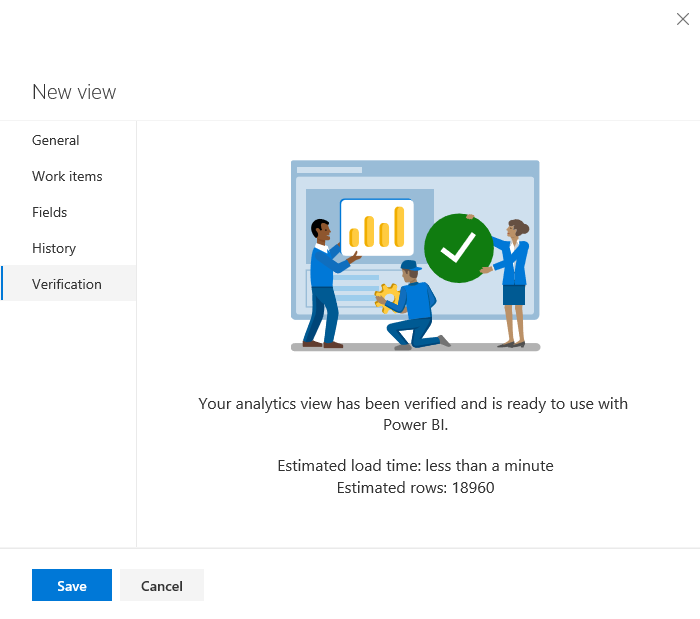 New view
General
Work items
Fields
History
Verification
Your analytics view has been verified and is ready to use with
Power BI.
Estimated load time: less than a minute
Estimated rows: 18960
Save
Cancel